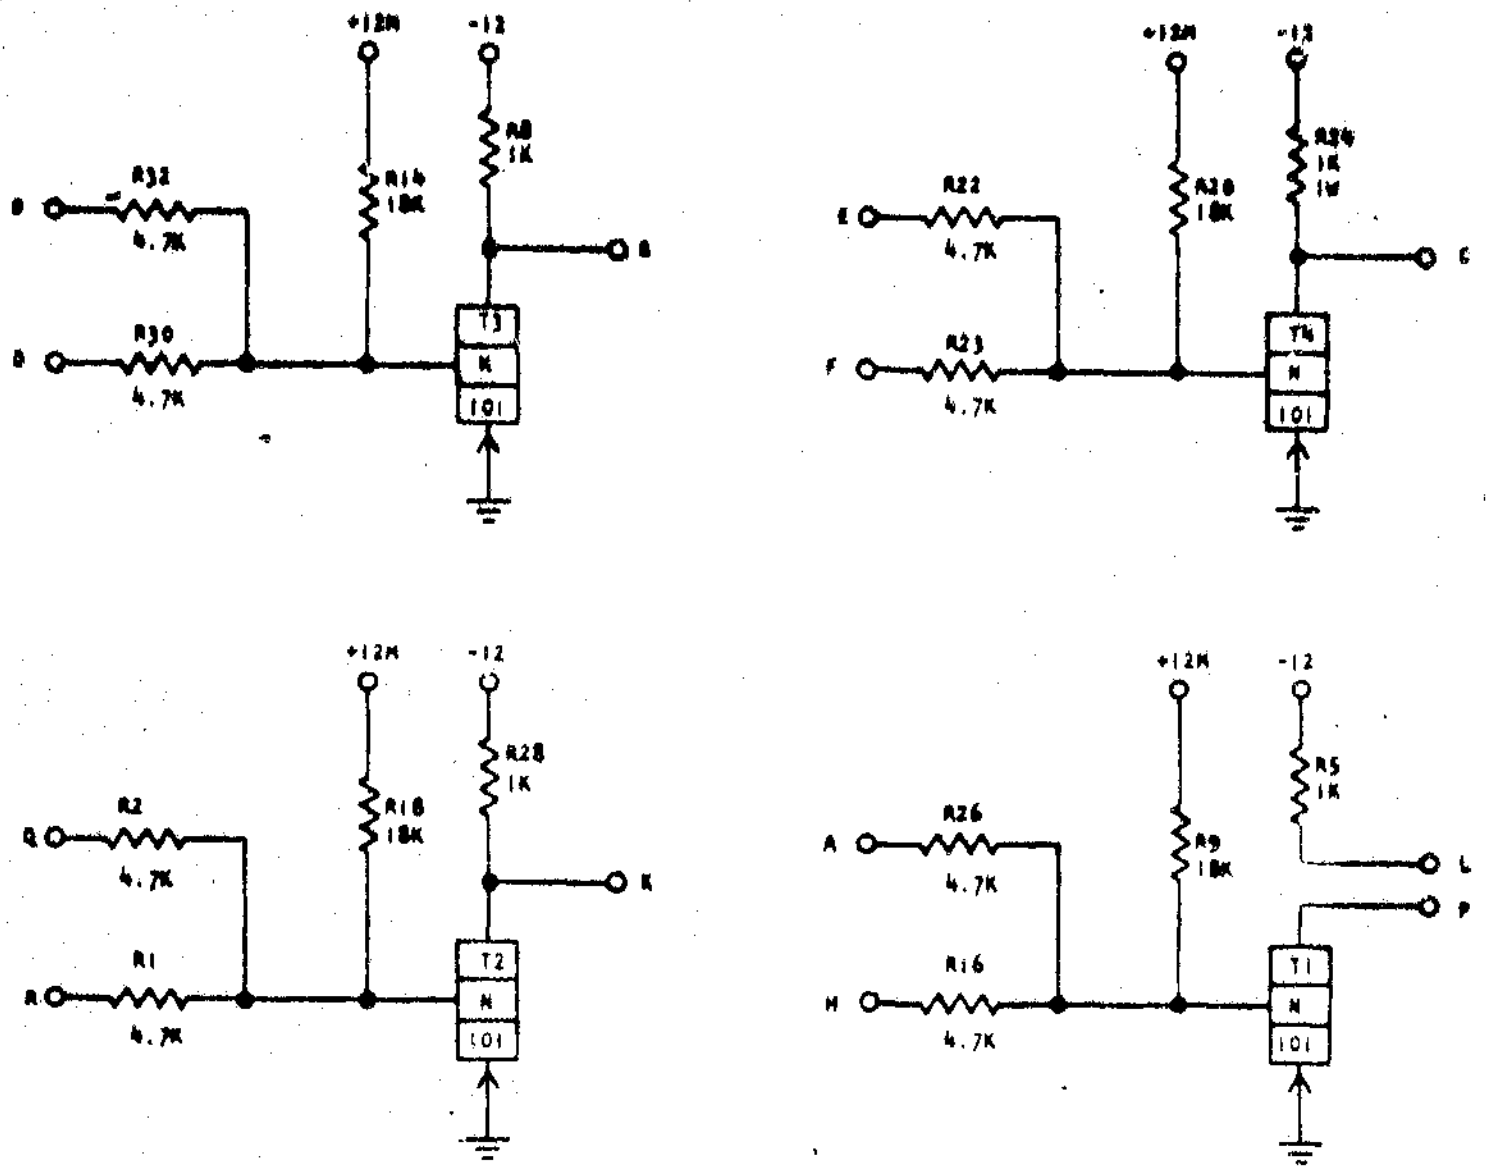 +12M
-12
R8
1K
R32
4.7K
R14
18K
B
T3
N
101
R30
4.7K
+12M
-12
R24
1K
1W
E
R22
4.7K
R20
18K
G
T4
N
101
F
R23
4.7K
+12M
-12
R28
1K
Q
R2
4.7K
R18
18K
K
T2
N
101
R
R1
4.7K
+12M
-12
R5
1K
A
R26
4.7K
R9
18K
L
P
T1
N
101
H
R16
4.7K